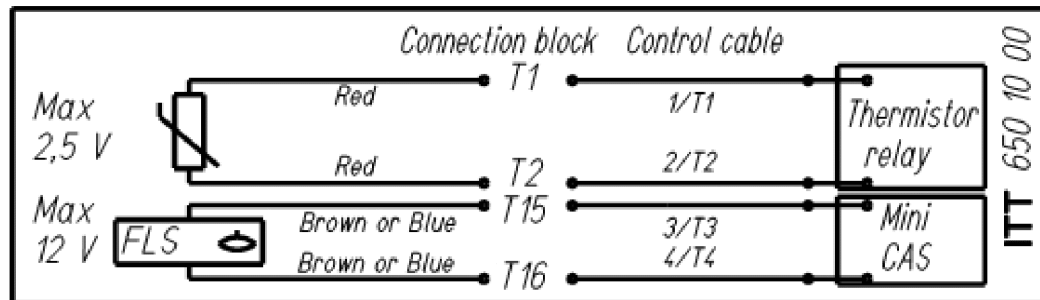 Connection block Control cable
Max
2,5 V
Red
T1
1/T1
Thermistor
relay
Red
T2
2/T2
Max
12 V
FLS
Brown or Blue
T15
3/T3
Mini
CAS
Brown or Blue
T16
4/T4
ITT 650 10 00